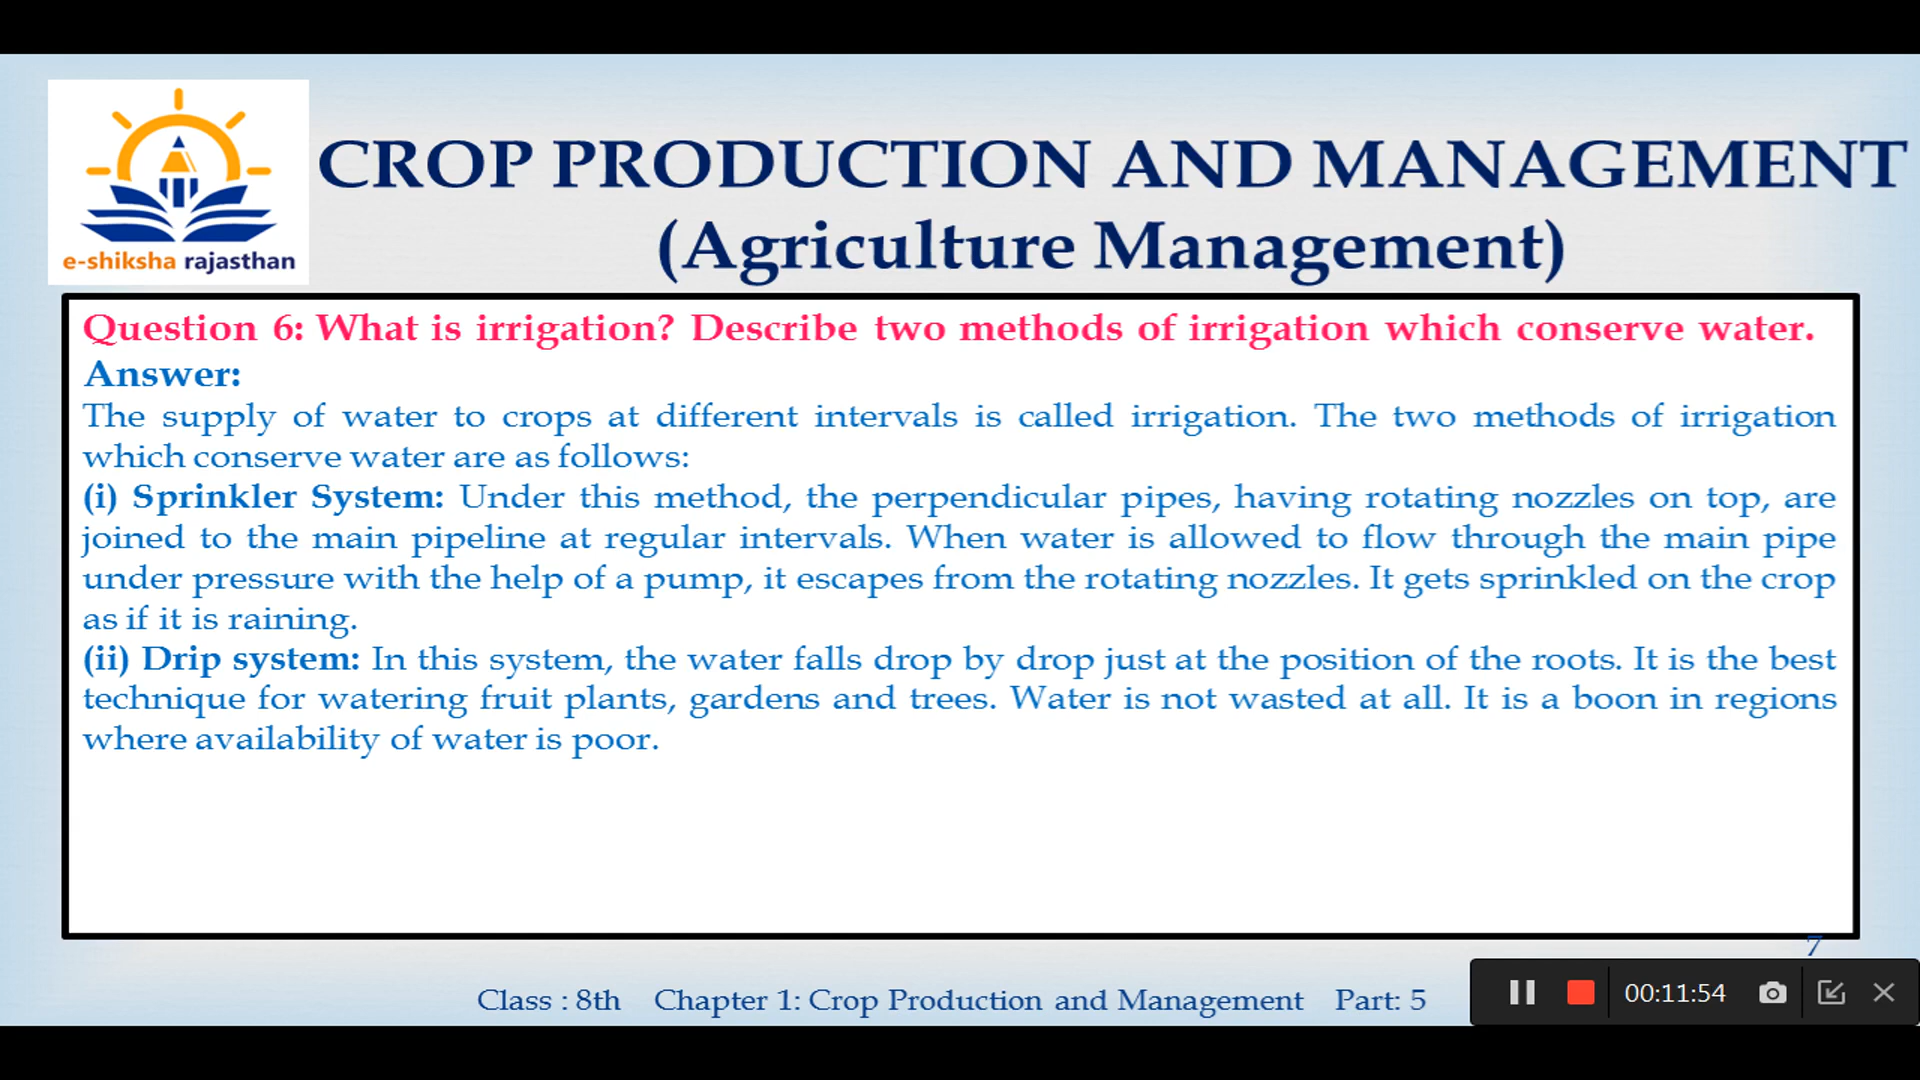 CROP PRODUCTION AND MANAGEMENT
(Agriculture Management)
e-shiksha rajasthan
Question 6: What is irrigation? Describe two methods of irrigation which conserve water.
Answer:
The supply of water to crops at different intervals is called irrigation. The two methods of irrigation
which conserve water are as follows:
(i) Sprinkler System: Under this method, the perpendicular pipes, having rotating nozzles on top, are
joined to the main pipeline at regular intervals. When water is allowed to flow through the main pipe
under pressure with the help of a pump, it escapes from the rotating nozzles. It gets sprinkled on the crop
as if it is raining.
(ii) Drip system: In this system, the water falls drop by drop just at the position of the roots. It is the best
technique for watering fruit plants, gardens and trees. Water is not wasted at all. It is a boon in regions
where availability of water is poor.
7
Class : 8th Chapter 1: Crop Production and Management Part: 5
00:11:54